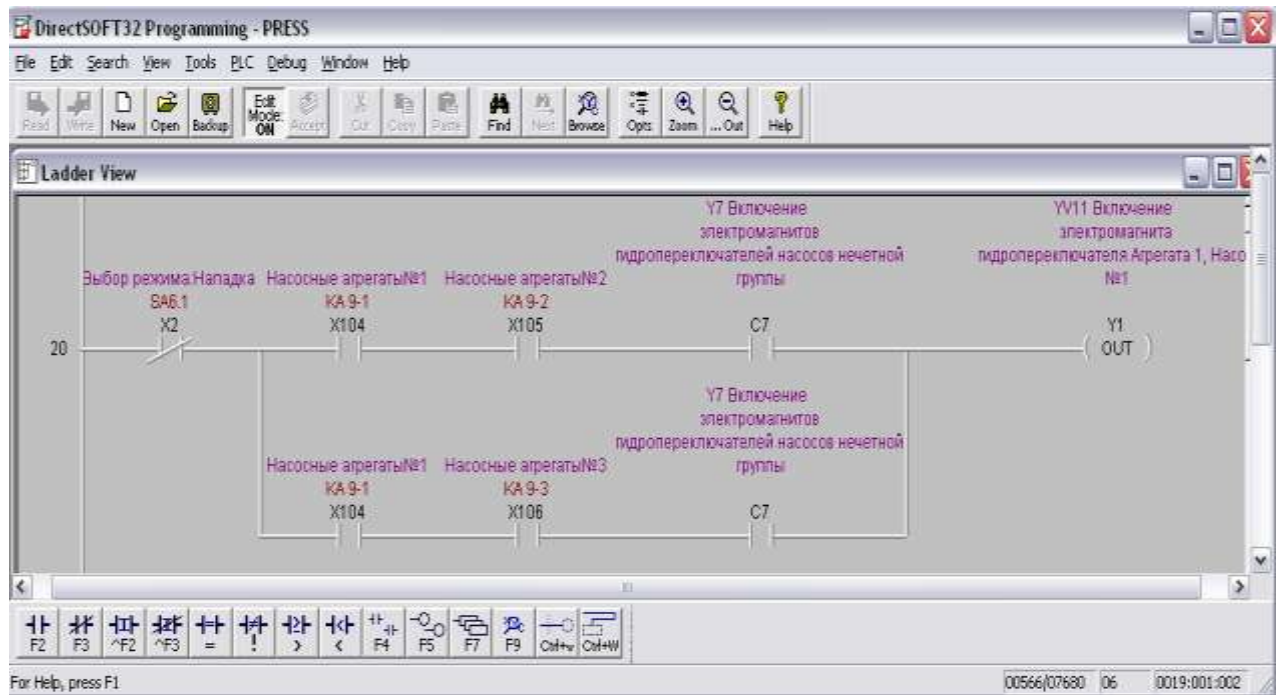 DirectSOFT32 Programming - PRESS
File Edit Search View Tools PLC Debug Window Help
Read Write New Open Backup Edit Mode: ON Accept Cut Copy Paste Find Next Browse Opts Zoom ... Out Help
Ladder View
Y7 Включение
электромагнитов
гидропереключателей насосов нечетной
группы
YV11 Включение
электромагнита
гидропереключателя Агрегата 1, Насо
№1
Выбор режима:Наладка Насосные агрегаты№1 Насосные агрегаты№2
SA6.1 KA 9-1 KA 9-2
X2 X104 X105 C7 Y1
20 OUT
Y7 Включение
электромагнитов
гидропереключателей насосов нечетной
группы
Насосные агрегаты№1 Насосные агрегаты№3
KA 9-1 KA 9-3
X104 X106 C7
F2 F3 ^F2 ^F3 = ! > < F4 F5 F7 F9 Ctrl+w Ctrl+W
For Help, press F1 00566/07680 06 0019:001:002